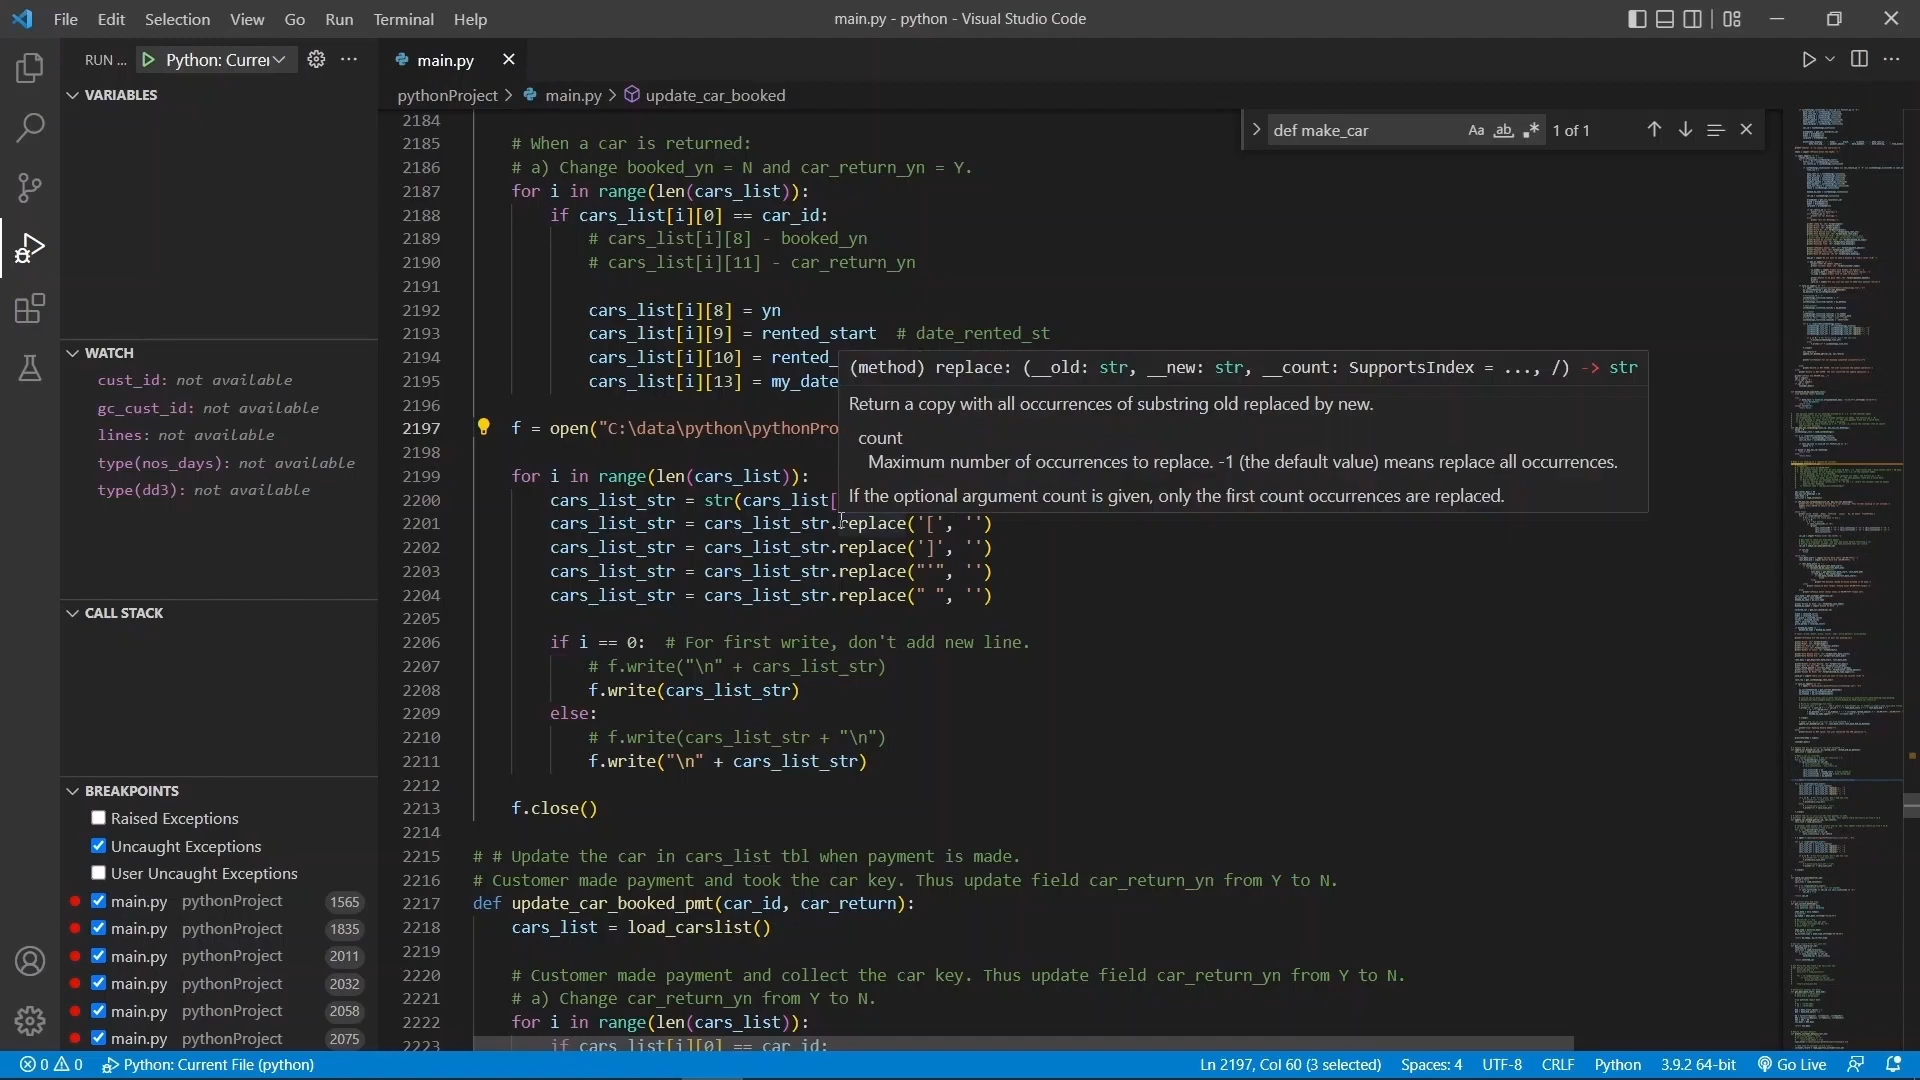 File Edit Selection View Go Run Terminal Help
main.py - python - Visual Studio Code
RUN ... Python: Currei
main.py
pythonProject > main.py > update_car_booked
def make_car Aa ab 1 of 1
VARIABLES
WATCH
cust_id: not available
gc_cust_id: not available
lines: not available
type(nos_days): not available
type(dd3): not available
CALL STACK
BREAKPOINTS
Raised Exceptions
Uncaught Exceptions
User Uncaught Exceptions
main.py pythonProject 1565
main.py pythonProject 1835
main.py pythonProject 2011
main.py pythonProject 2032
main.py pythonProject 2058
main.py pythonProject 2075
2184
2185 # When a car is returned:
2186 # a) Change booked_yn = N and car_return_yn = Y.
2187 for i in range(len(cars_list)):
2188 if cars_list[i][0] == car_id:
2189 # cars_list[i][8] - booked_yn
2190 # cars_list[i][11] - car_return_yn
2191
2192 cars_list[i][8] = yn
2193 cars_list[i][9] = rented_start # date_rented_st
2194 cars_list[i][10] = rented_
2195 cars_list[i][13] = my_date
2196
2197 f = open("C:\data\python\pythonPro
2198
2199 for i in range(len(cars_list)):
2200 cars_list_str = str(cars_list[
2201 cars_list_str = cars_list_str.replace('[', '')
2202 cars_list_str = cars_list_str.replace(']', '')
2203 cars_list_str = cars_list_str.replace("'", '')
2204 cars_list_str = cars_list_str.replace(" ", '')
2205
2206 if i == 0: # For first write, don't add new line.
2207 # f.write("\n" + cars_list_str)
2208 f.write(cars_list_str)
2209 else:
2210 # f.write(cars_list_str + "\n")
2211 f.write("\n" + cars_list_str)
2212
2213 f.close()
2214
2215 # # Update the car in cars_list tbl when payment is made.
2216 # Customer made payment and took the car key. Thus update field car_return_yn from Y to N.
2217 def update_car_booked_pmt(car_id, car_return):
2218 cars_list = load_carslist()
2219
2220 # Customer made payment and collect the car key. Thus update field car_return_yn from Y to N.
2221 # a) Change car_return_yn from Y to N.
2222 for i in range(len(cars_list)):
2223 if cars_list[i][0] == car_id:
(method) replace: (__old: str, __new: str, __count: SupportsIndex = ..., /) -> str
Return a copy with all occurrences of substring old replaced by new.
count
Maximum number of occurrences to replace. -1 (the default value) means replace all occurrences.
If the optional argument count is given, only the first count occurrences are replaced.
0 0 Python: Current File (python) Ln 2197, Col 60 (3 selected) Spaces: 4 UTF-8 CRLF Python 3.9.2 64-bit Go Live